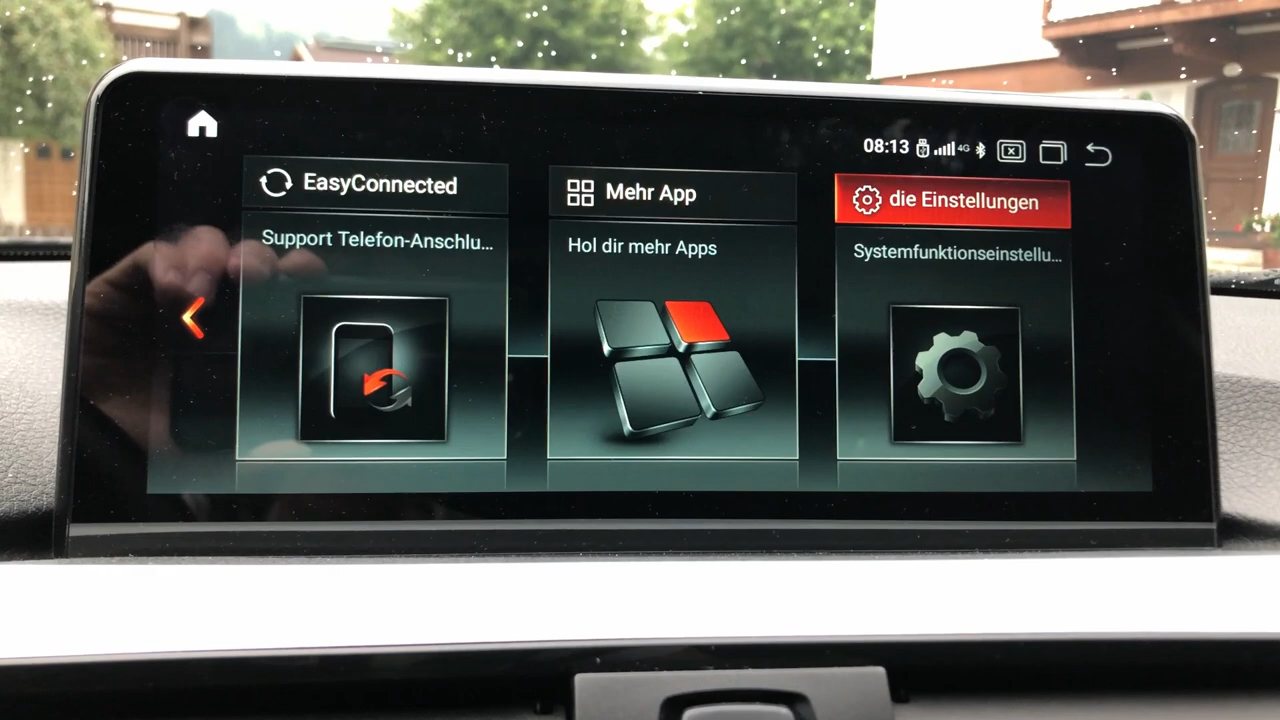 08:13 4G
EasyConnected
Support Telefon-Anschlu...
Mehr App
Hol dir mehr Apps
die Einstellungen
Systemfunktionseinstellu...